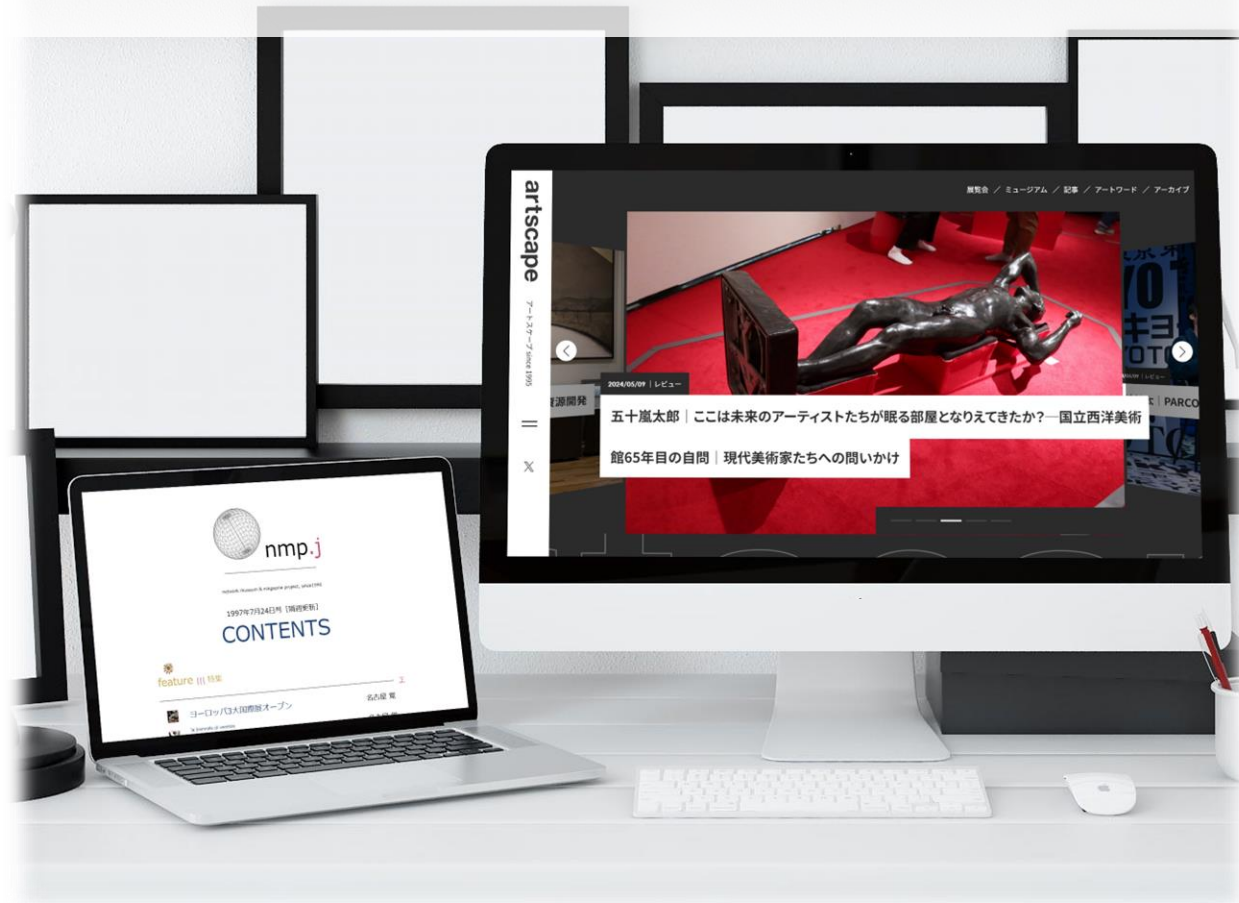 artscape
アートスケープ since 1995
展覧会 ／ ミュージアム ／ 記事 ／ アートワード ／ アーカイブ
2024/05/09｜レビュー
五十嵐太郎｜ここは未来のアーティストたちが眠る部屋となりえてきたか?─国立西洋美術
館65年目の自問｜現代美術家たちへの問いかけ
資源開発
PARCO
nmp.j
network museum & magazine project, since1995
1997年7月24日号 [隔週更新]
CONTENTS
feature 特集
2
ヨーロッパ3大国際展オープン
名古屋 覚